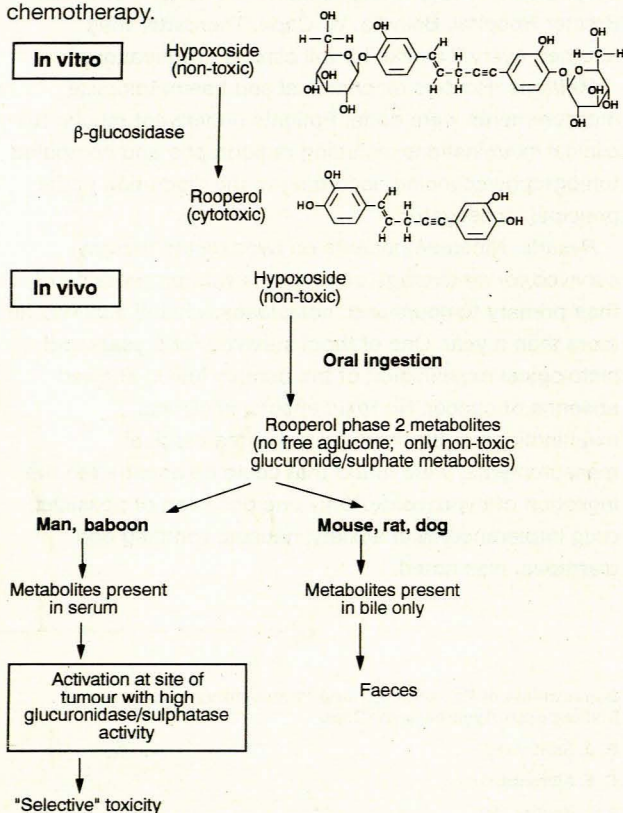 chemotherapy.
In vitro
Hypoxoside
(non-toxic)
β-glucosidase
Rooperol
(cytotoxic)
In vivo
Hypoxoside
(non-toxic)
Oral ingestion
Rooperol phase 2 metabolites
(no free aglucone; only non-toxic
glucuronide/sulphate metabolites)
Man, baboon
Mouse, rat, dog
Metabolites present
in serum
Metabolites present
in bile only
Activation at site of
tumour with high
glucuronidase/sulphatase
activity
Faeces
"Selective" toxicity